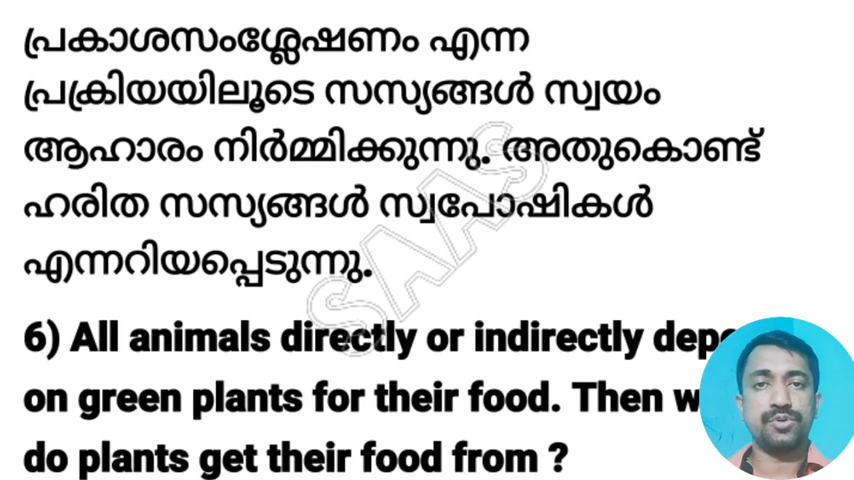 പ്രകാശസംശ്ലേഷണം എന്ന
പ്രക്രിയയിലൂടെ സസ്യങ്ങൾ സ്വയം
ആഹാരം നിർമ്മിക്കുന്നു. അതുകൊണ്ട്
ഹരിത സസ്യങ്ങൾ സ്വപോഷികൾ
എന്നറിയപ്പെടുന്നു.
SAAS
6) All animals directly or indirectly
on green plants for their food. Then
do plants get their food from ?